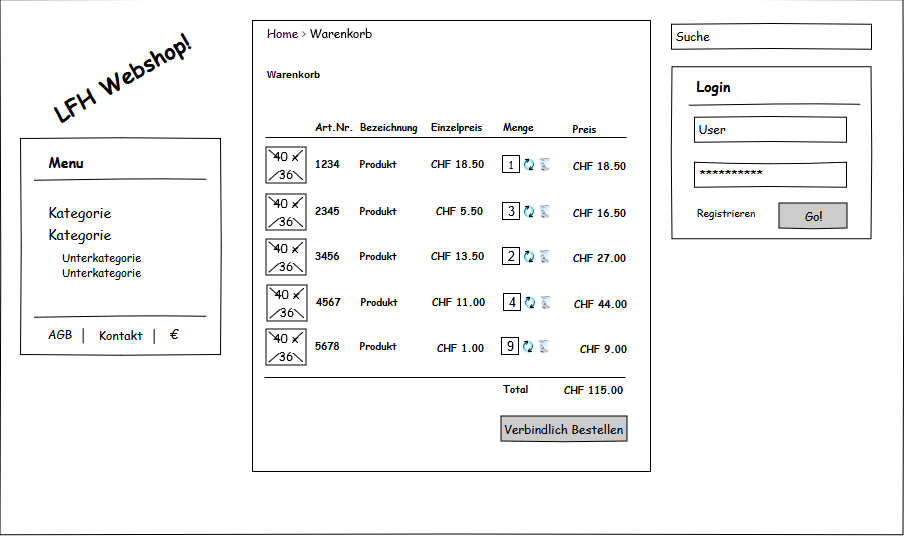 LFH Webshop!
Menu
Kategorie
Kategorie
Unterkategorie
Unterkategorie
AGB | Kontakt | €
Home > Warenkorb
Warenkorb
Art.Nr. Bezeichnung Einzelpreis Menge Preis
40 x 36 1234 Produkt CHF 18.50 1 CHF 18.50
40 x 36 2345 Produkt CHF 5.50 3 CHF 16.50
40 x 36 3456 Produkt CHF 13.50 2 CHF 27.00
40 x 36 4567 Produkt CHF 11.00 4 CHF 44.00
40 x 36 5678 Produkt CHF 1.00 9 CHF 9.00
Total CHF 115.00
Verbindlich Bestellen
Suche
Login
User
**********
Registrieren Go!